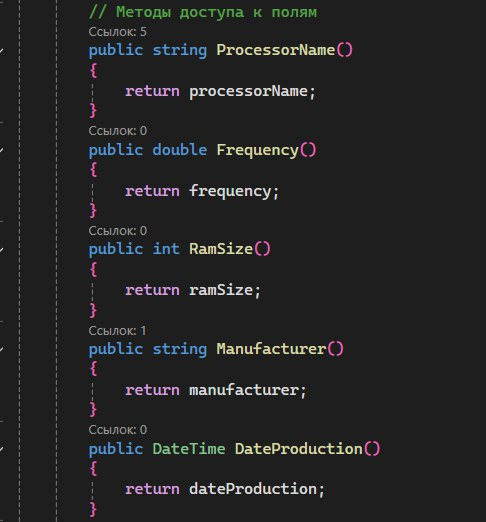 // Методы доступа к полям
Ссылок: 5
public string ProcessorName()
{
return processorName;
}
Ссылок: 0
public double Frequency()
{
return frequency;
}
Ссылок: 0
public int RamSize()
{
return ramSize;
}
Ссылок: 1
public string Manufacturer()
{
return manufacturer;
}
Ссылок: 0
public DateTime DateProduction()
{
return dateProduction;
}